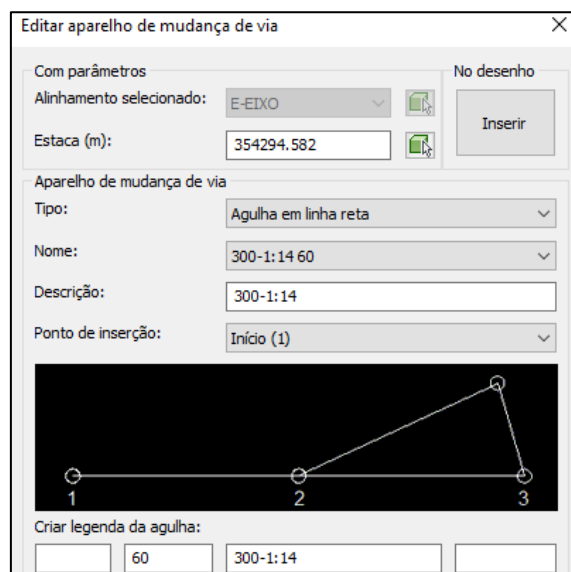 Editar aparelho de mudança de via
Com parâmetros
No desenho
Alinhamento selecionado: E-EIXO
Inserir
Estaca (m): 354294.582
Aparelho de mudança de via
Tipo: Agulha em linha reta
Nome: 300-1:14 60
Descrição: 300-1:14
Ponto de inserção: Início (1)
1 2 3
Criar legenda da agulha:
60 300-1:14